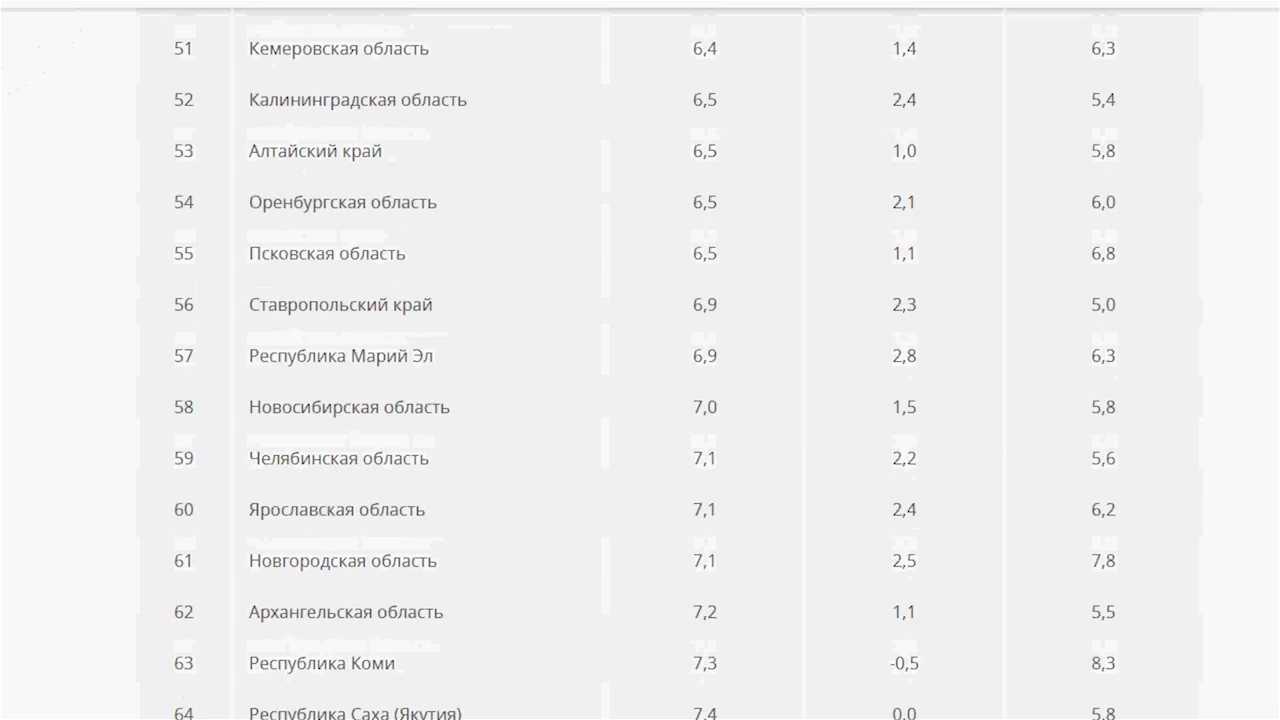 51 Кемеровская область 6,4 1,4 6,3
52 Калининградская область 6,5 2,4 5,4
53 Алтайский край 6,5 1,0 5,8
54 Оренбургская область 6,5 2,1 6,0
55 Псковская область 6,5 1,1 6,8
56 Ставропольский край 6,9 2,3 5,0
57 Республика Марий Эл 6,9 2,8 6,3
58 Новосибирская область 7,0 1,5 5,8
59 Челябинская область 7,1 2,2 5,6
60 Ярославская область 7,1 2,4 6,2
61 Новгородская область 7,1 2,5 7,8
62 Архангельская область 7,2 1,1 5,5
63 Республика Коми 7,3 -0,5 8,3
64 Республика Саха (Якутия) 7,4 0,0 5,8